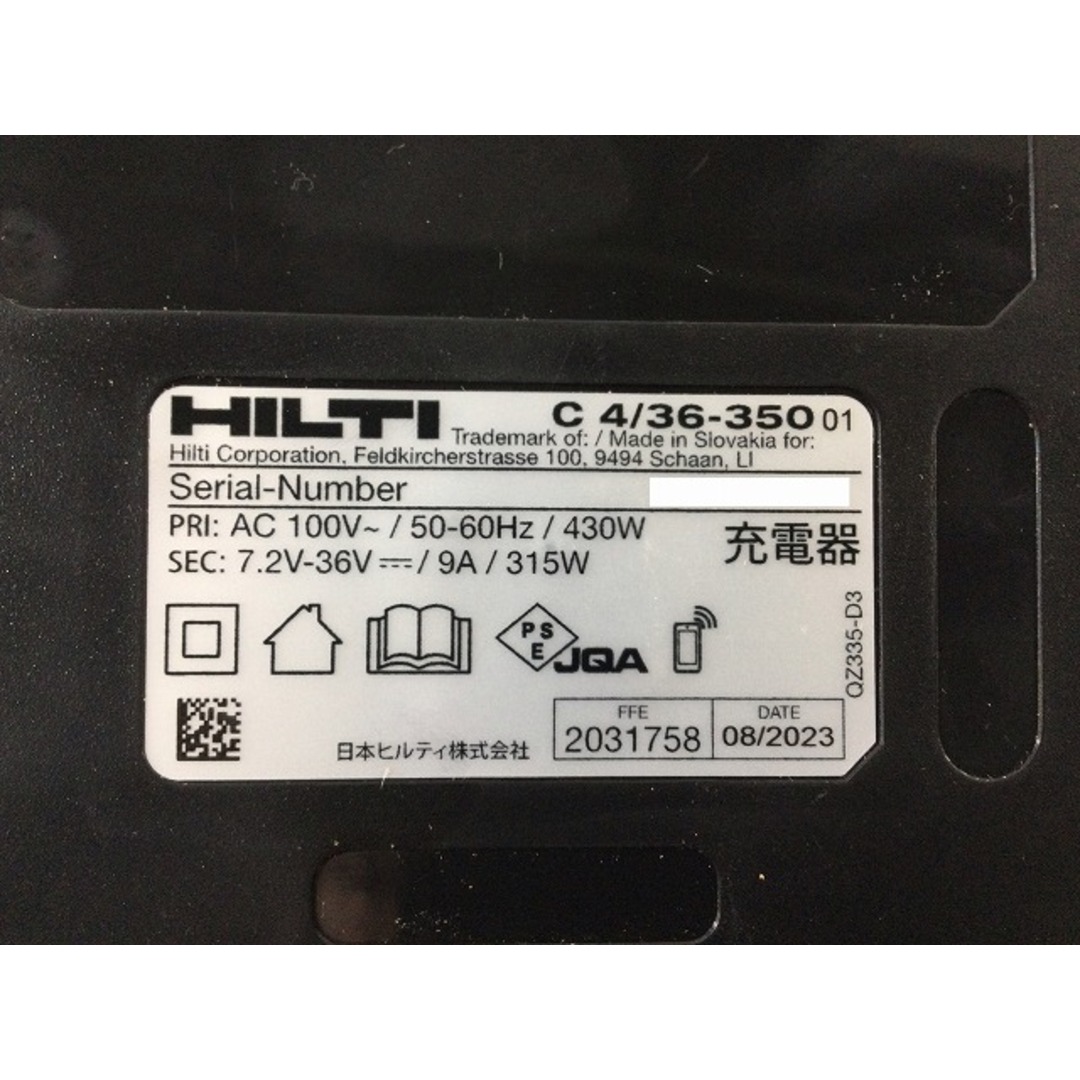 HILTI C 4/36-350 01
Trademark of: / Made in Slovakia for:
Hilti Corporation, Feldkircherstrasse 100, 9494 Schaan, LI
Serial-Number
PRI: AC 100V~ / 50-60Hz / 430W
SEC: 7.2V-36V⎓ / 9A / 315W
充電器
PS
E
JQA
QZ335-D3
日本ヒルティ株式会社
FFE
2031758
DATE
08/2023